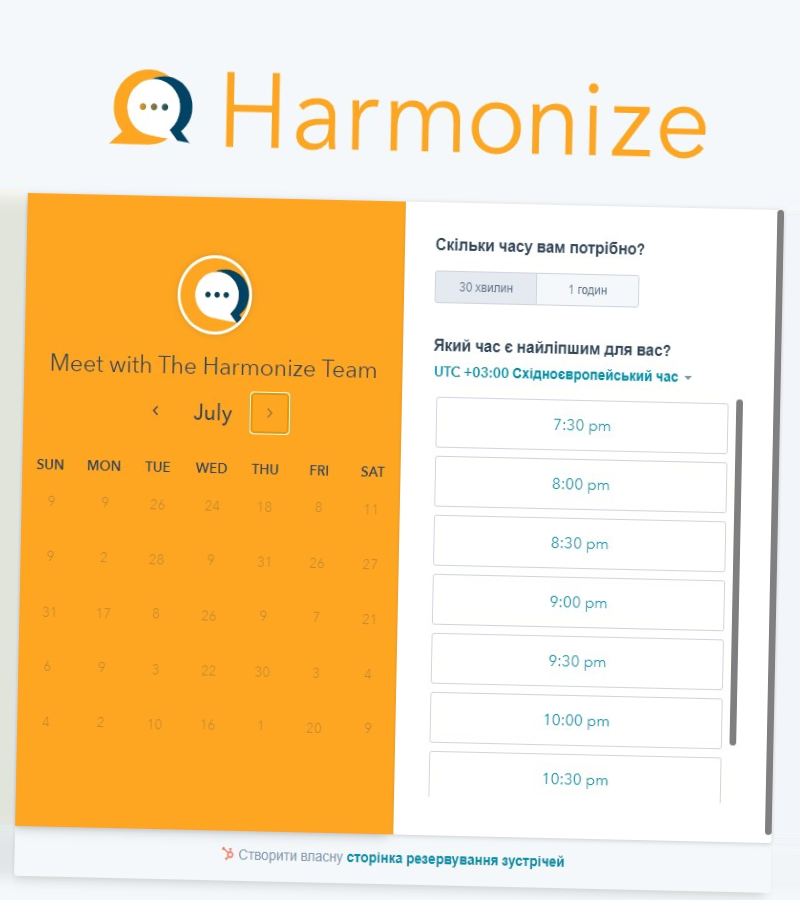 Harmonize
Meet with The Harmonize Team
July
SUN MON TUE WED THU FRI SAT
9 9 26 24 18 8 11
9 2 28 9 31 26 27
31 17 8 26 9 7 21
6 9 3 22 30 3 4
4 2 10 16 1 20 9
Скільки часу вам потрібно?
30 хвилин 1 годин
Який час є найліпшим для вас?
UTC +03:00 Східноєвропейський час
7:30 pm
8:00 pm
8:30 pm
9:00 pm
9:30 pm
10:00 pm
10:30 pm
Створити власну сторінка резервування зустрічей